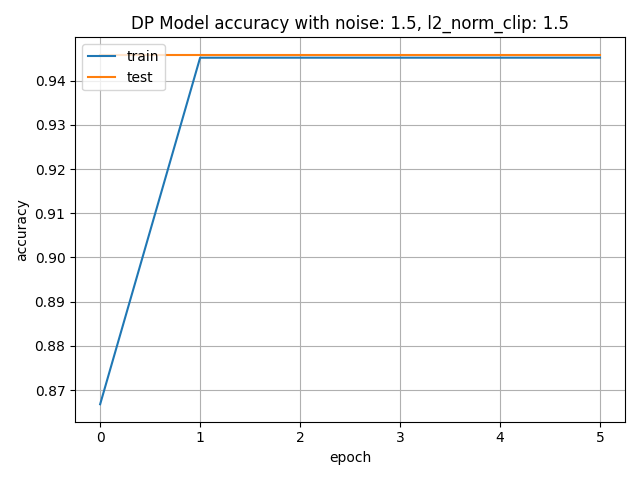 DP Model accuracy with noise: 1.5, l2_norm_clip: 1.5
train
test
0.94
0.93
0.92
0.91
0.90
0.89
0.88
0.87
accuracy
0 1 2 3 4 5
epoch